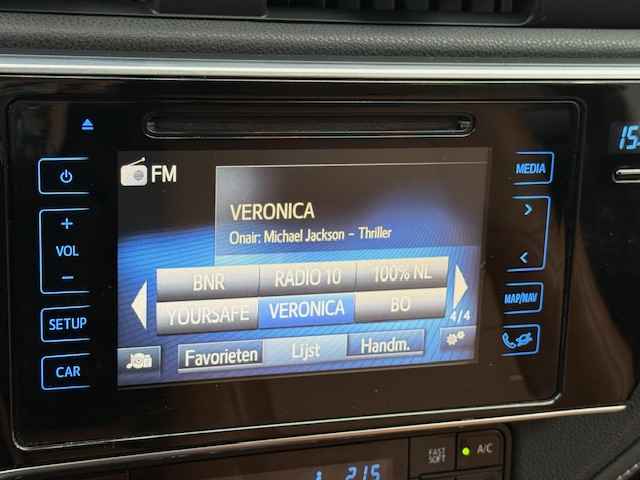 FM
MEDIA
15
VERONICA
Onair: Michael Jackson - Thriller
+
VOL
-
BNR RADIO 10 100% NL
YOURSAFE VERONICA BO
4/4
MAP/NAV
SETUP
Favorieten Lijst Handm.
CAR
FAST
SOFT
A/C